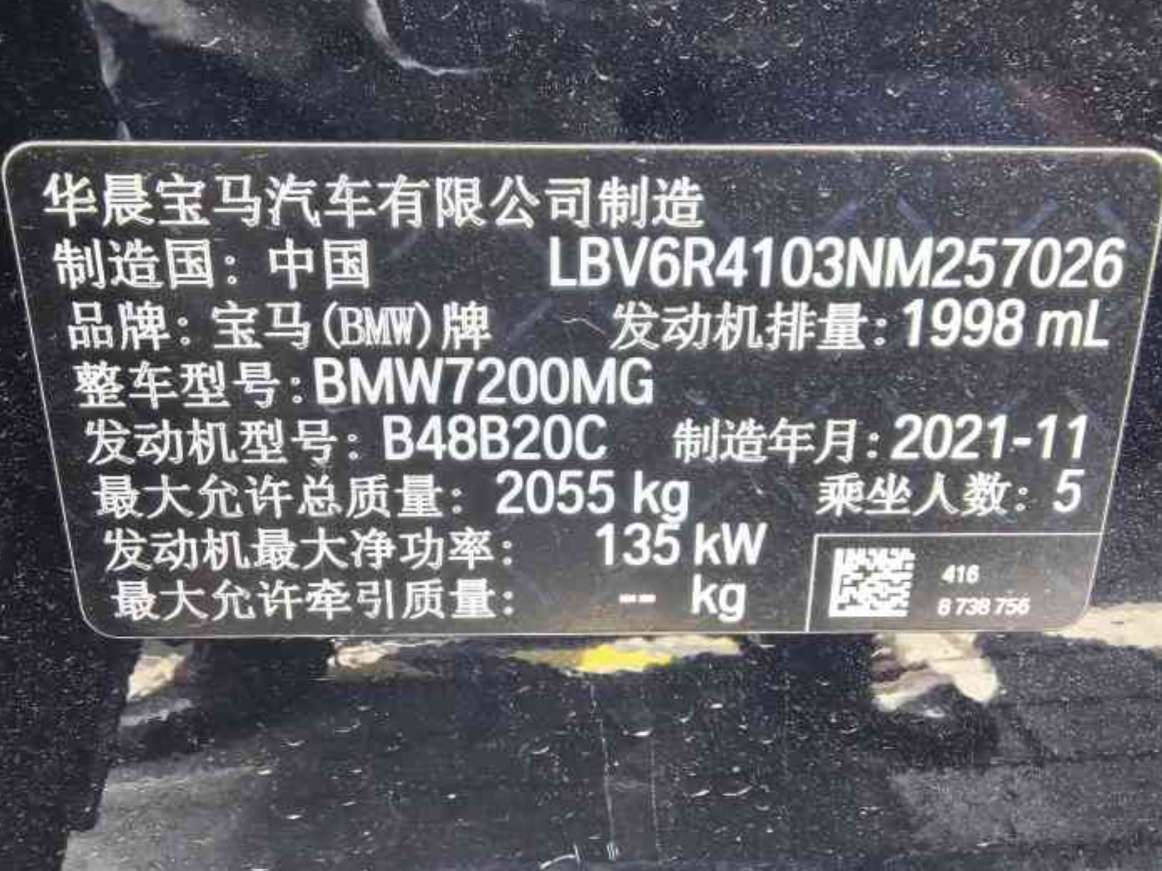 华晨宝马汽车有限公司制造
制造国：中国 LBV6R4103NM257026
品牌：宝马(BMW)牌 发动机排量：1998 mL
整车型号：BMW7200MG
发动机型号：B48B20C 制造年月：2021-11
最大允许总质量：2055 kg 乘坐人数：5
发动机最大净功率：135 kW
最大允许牵引质量：-- kg
416
8 738 756